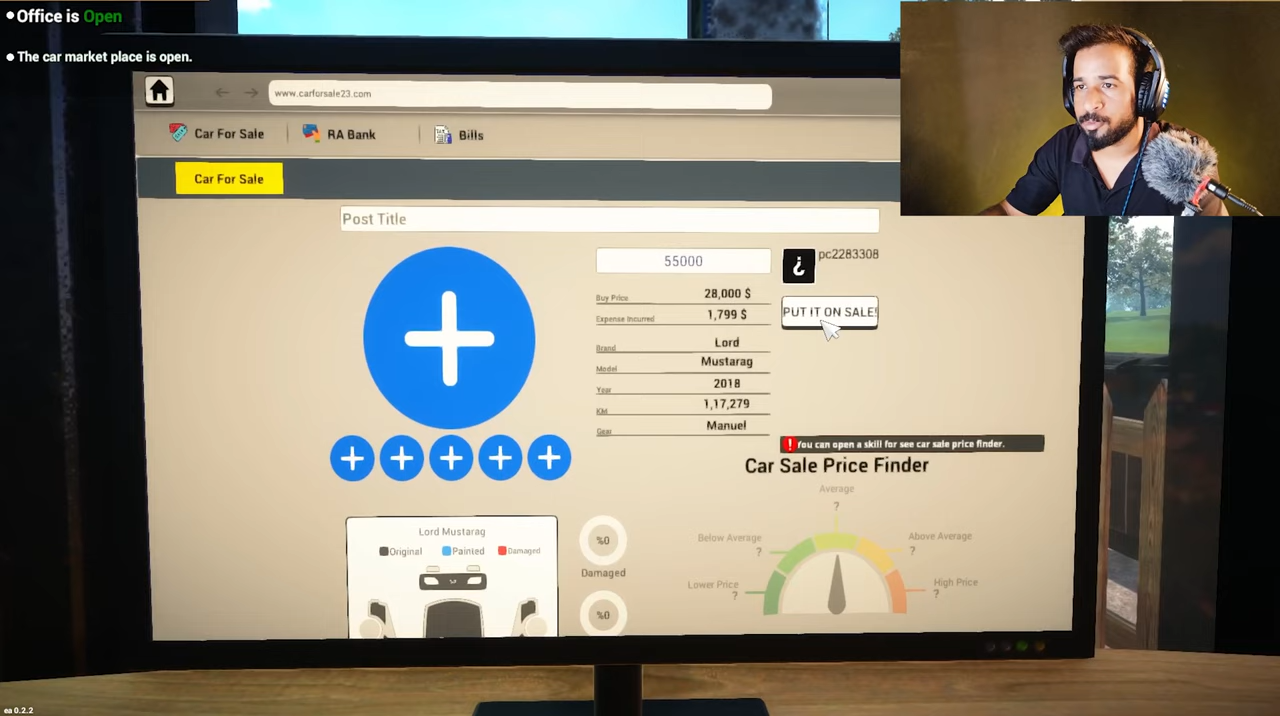 Office is Open
The car market place is open.
www.carforsale23.com
Car For Sale
RA Bank
Bills
Car For Sale
Post Title
55000
pc2283308
Buy Price 28,000 $
PUT IT ON SALE!
Expense Incurred 1,799 $
Brand Lord
Model Mustarag
Year 2018
KM 1,17,279
Gear Manuel
! You can open a skill for see car sale price finder.
Car Sale Price Finder
Average
?
Below Average
?
Above Average
?
Lower Price
?
High Price
?
Lord Mustarag
Original Painted Damaged
%0
Damaged
%0
ea 0.2.2